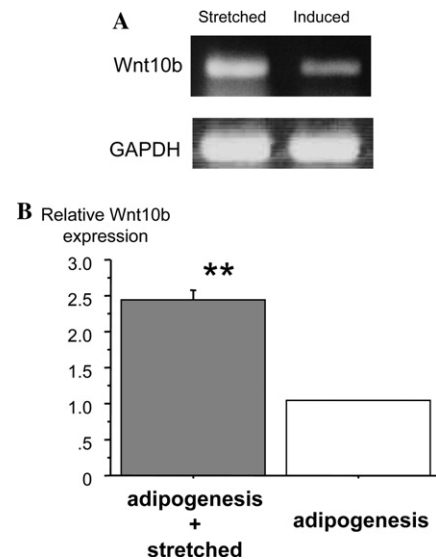 A
Stretched Induced
Wnt10b
GAPDH
B Relative Wnt10b
expression
3.0
**
2.5
2.0
1.5
1.0
.5
0
adipogenesis
+
stretched
adipogenesis